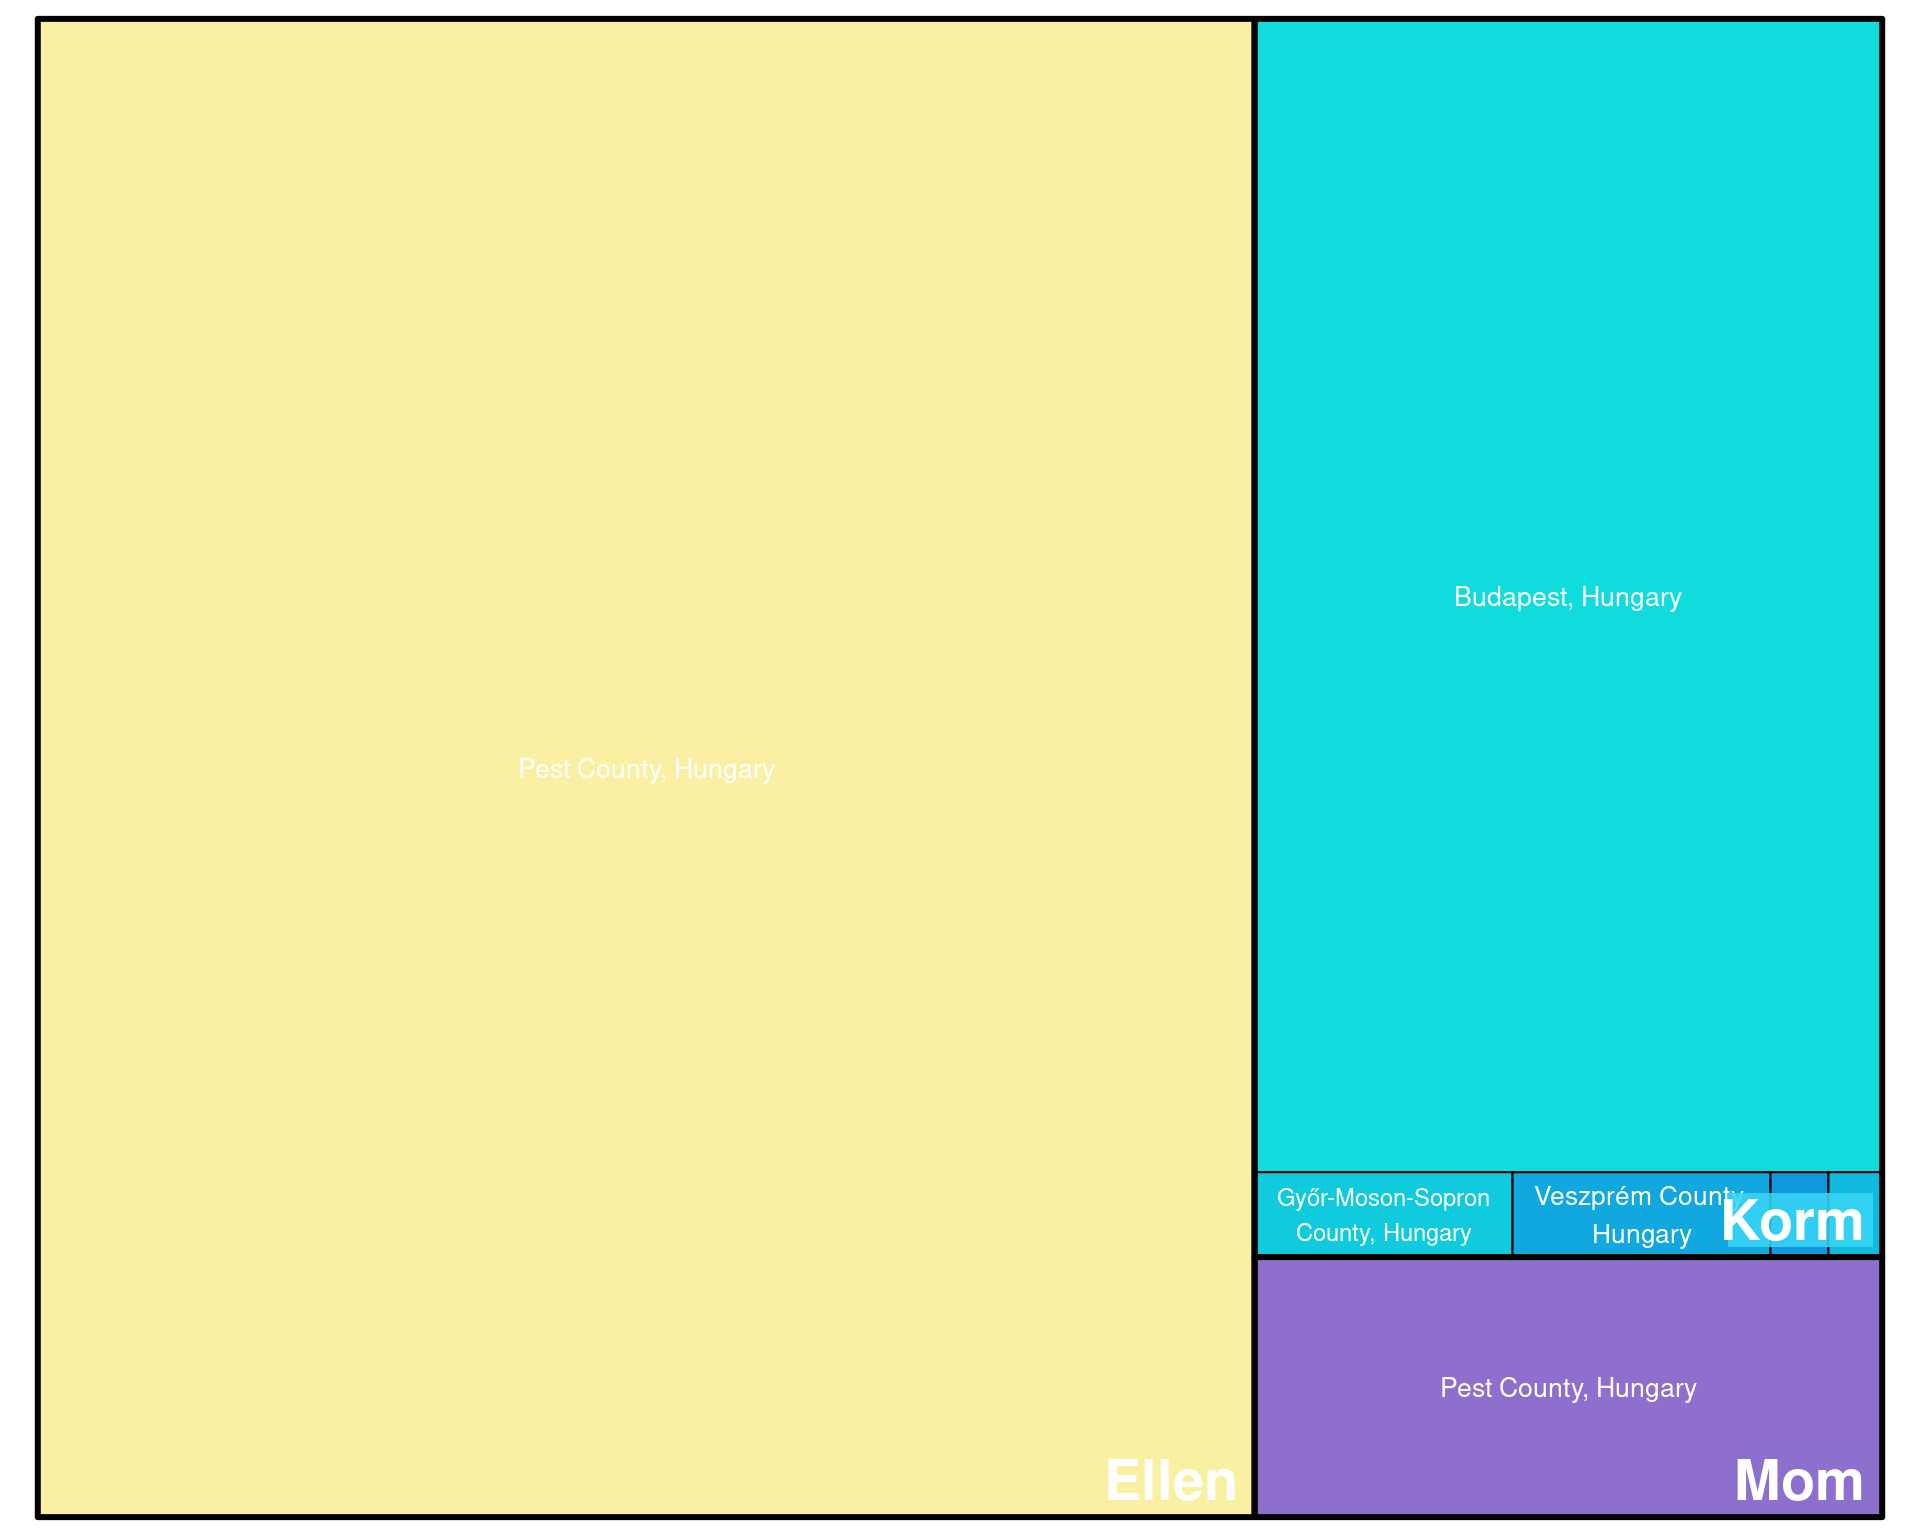 Pest County, Hungary
Ellen
Budapest, Hungary
Győr-Moson-Sopron
County, Hungary
Veszprém County,
Hungary
Korm
Pest County, Hungary
Mom